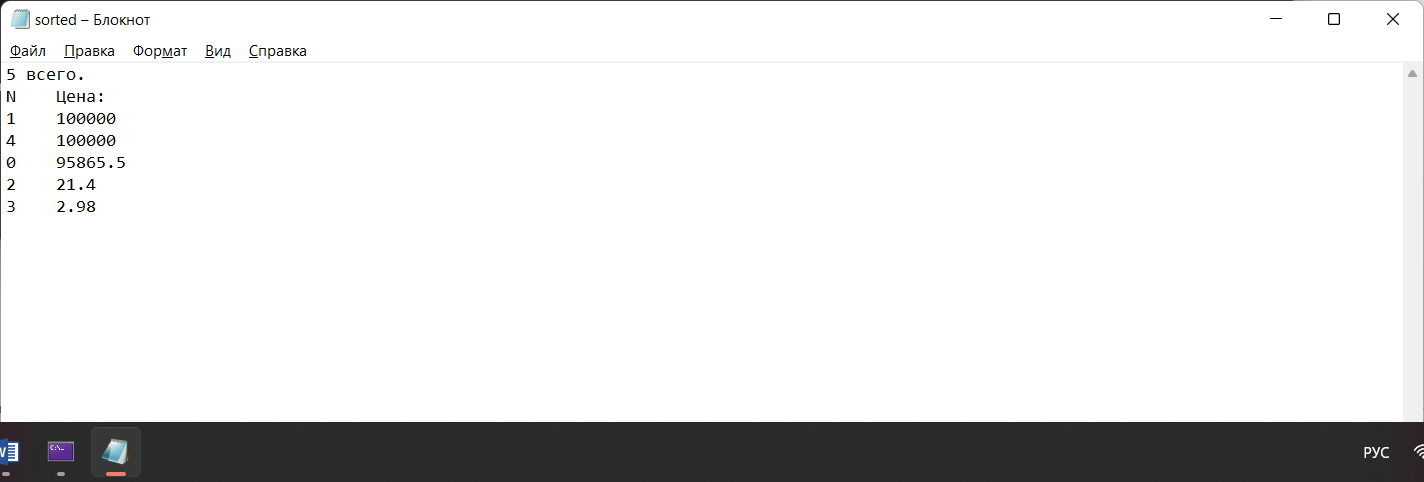 sorted – Блокнот
Файл Правка Формат Вид Справка
5 всего.
N Цена:
1 100000
4 100000
0 95865.5
2 21.4
3 2.98
W C:\_ РУС